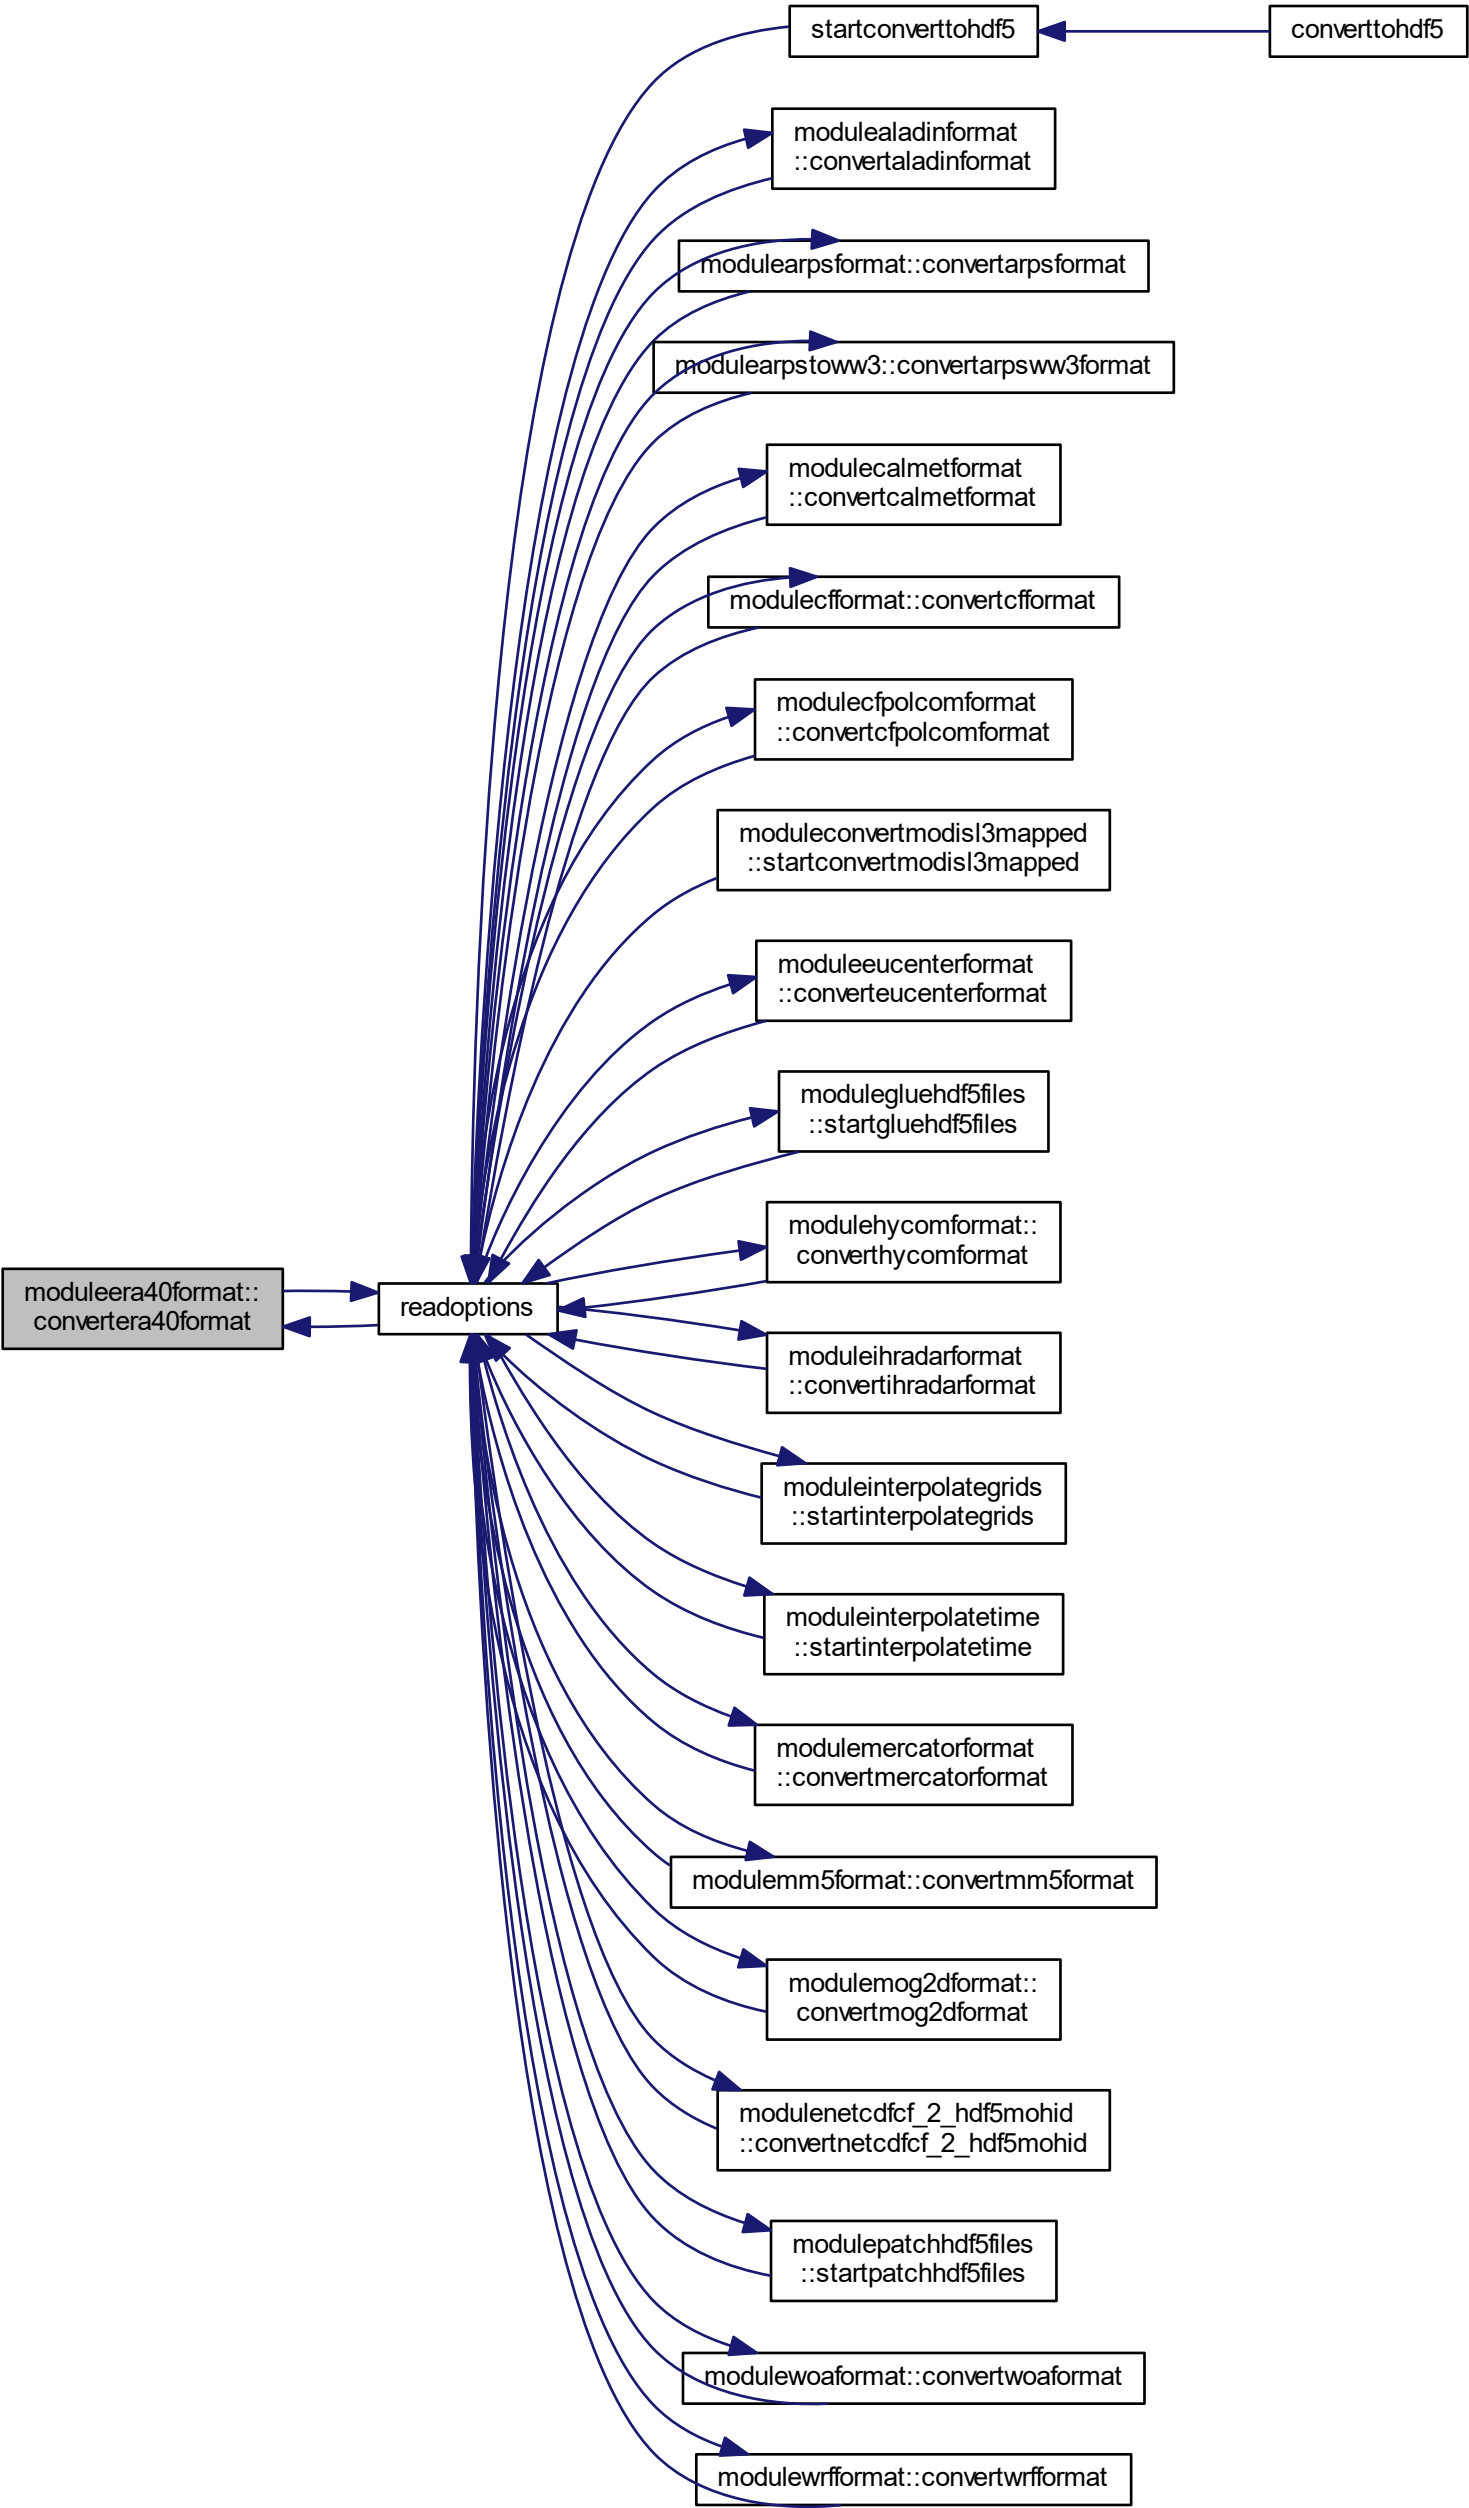 startconverttohdf5
converttohdf5
modulealadinformat
::convertaladinformat
modulearpsformat::convertarpsformat
modulearpstoww3::convertarpsww3format
modulecalmetformat
::convertcalmetformat
modulecfformat::convertcfformat
modulecfpolcomformat
::convertcfpolcomformat
moduleconvertmodisl3mapped
::startconvertmodisl3mapped
moduleeucenterformat
::converteucenterformat
modulegluehdf5files
::startgluehdf5files
modulehycomformat::
converthycomformat
moduleera40format::
convertera40format
readoptions
moduleihradarformat
::convertihradarformat
moduleinterpolategrids
::startinterpolategrids
moduleinterpolatetime
::startinterpolatetime
modulemercatorformat
::convertmercatorformat
modulemm5format::convertmm5format
modulemog2dformat::
convertmog2dformat
modulenetcdfcf_2_hdf5mohid
::convertnetcdfcf_2_hdf5mohid
modulepatchhdf5files
::startpatchhdf5files
modulewoaformat::convertwoaformat
modulewrfformat::convertwrfformat